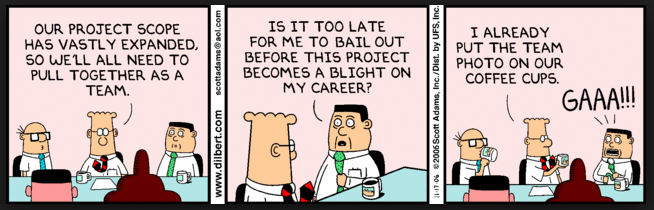 OUR PROJECT SCOPE
HAS VASTLY EXPANDED,
SO WE'LL ALL NEED TO
PULL TOGETHER AS A
TEAM.
www.dilbert.com
scottadams@aol.com
IS IT TOO LATE
FOR ME TO BAIL OUT
BEFORE THIS PROJECT
BECOMES A BLIGHT ON
MY CAREER?
11-17-06 © 2006 Scott Adams, Inc./Dist. by UFS, Inc.
I ALREADY
PUT THE TEAM
PHOTO ON OUR
COFFEE CUPS.
GAAA!!!